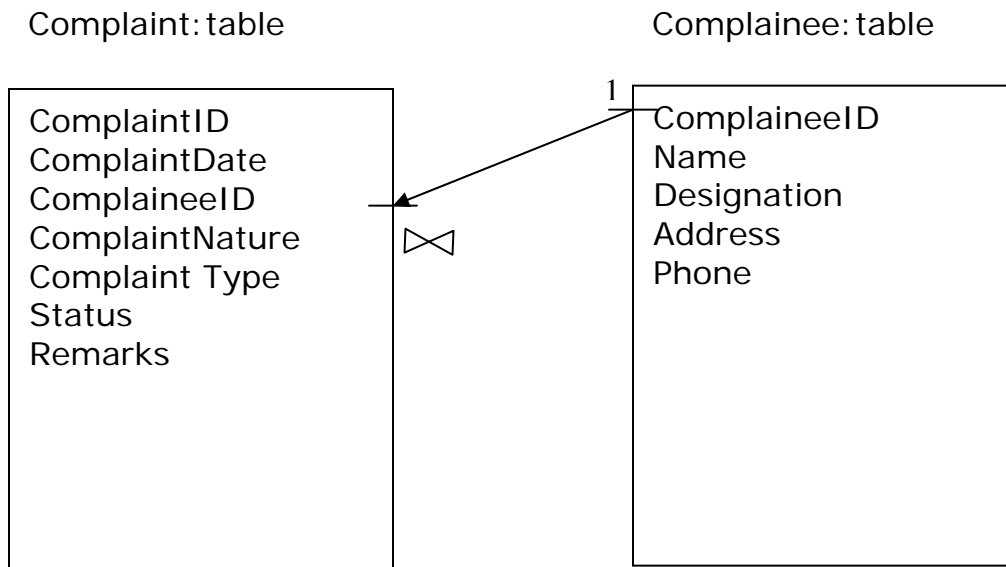 Complaint:table
Complainee:table
ComplaintID
ComplaintDate
ComplaineeID
ComplaintNature
Complaint Type
Status
Remarks
1
ComplaineeID
Name
Designation
Address
Phone